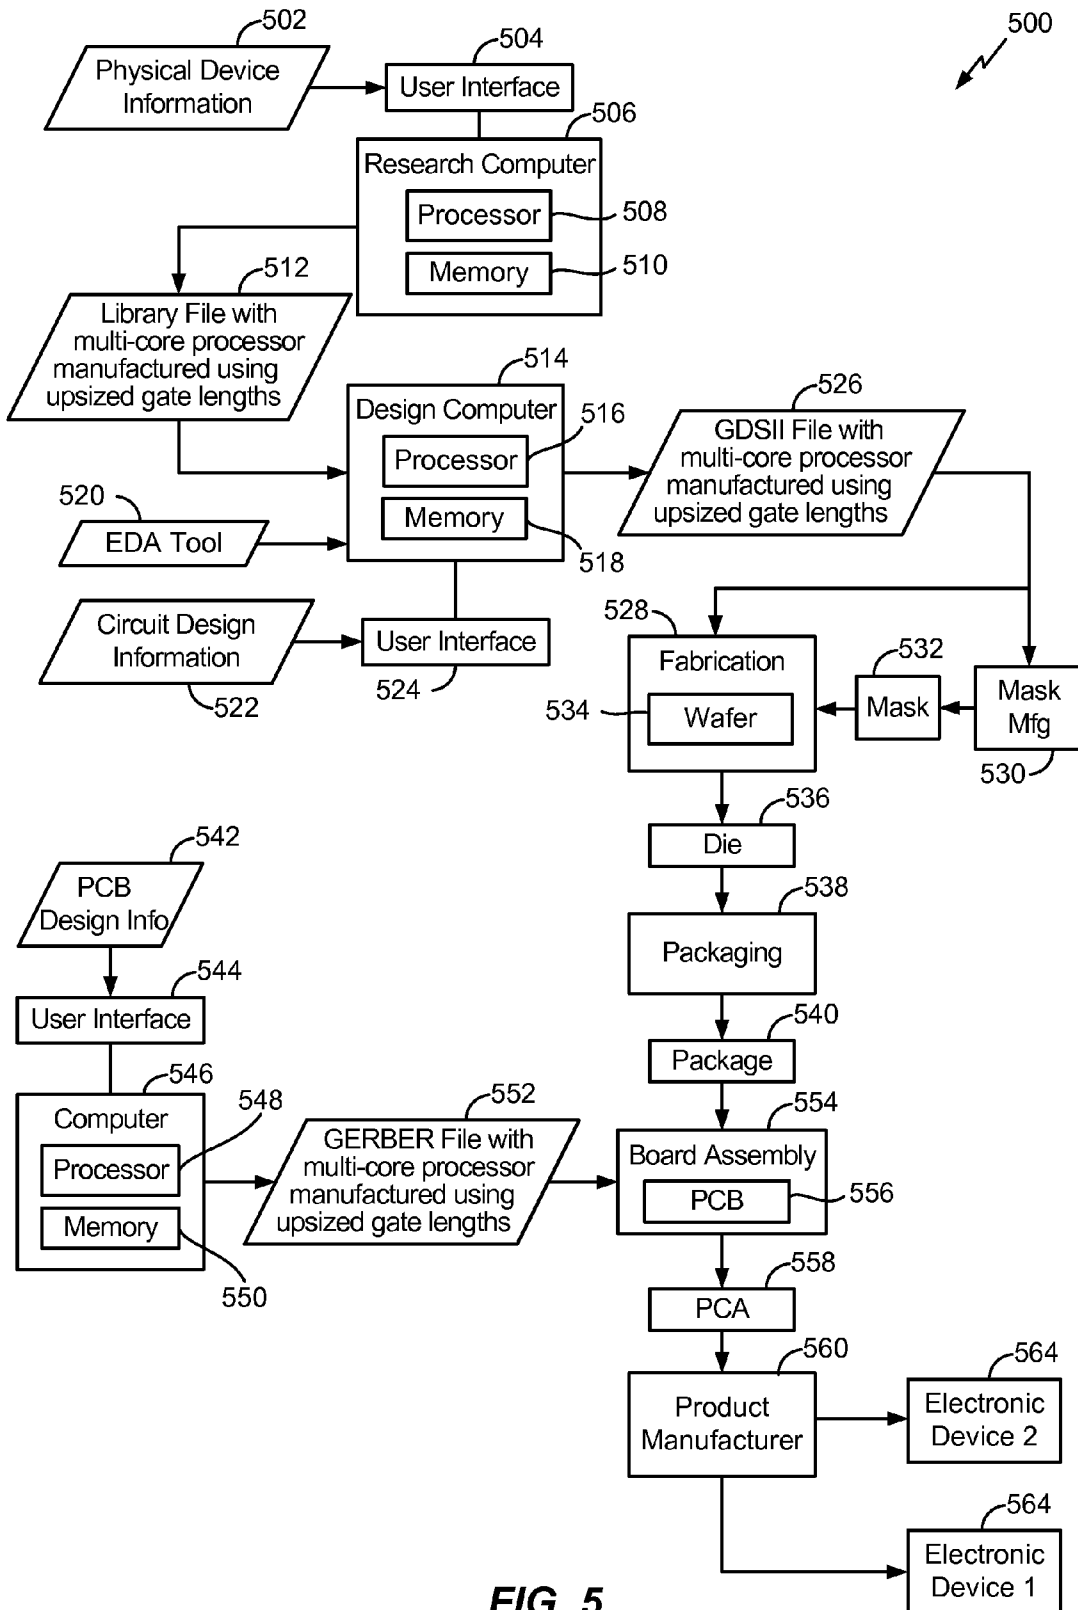 502
Physical Device
Information
504
User Interface
500
506
Research Computer
Processor
508
Memory
510
512
Library File with
multi-core processor
manufactured using
upsized gate lengths
514
Design Computer
516
Processor
Memory
518
526
GDSII File with
multi-core processor
manufactured using
upsized gate lengths
520
EDA Tool
Circuit Design
Information
522
User Interface
524
528
Fabrication
534
Wafer
532
Mask
Mask
Mfg
530
536
Die
538
Packaging
540
Package
542
PCB
Design Info
544
User Interface
546
Computer
548
Processor
Memory
550
552
GERBER File with
multi-core processor
manufactured using
upsized gate lengths
554
Board Assembly
PCB
556
558
PCA
560
Product
Manufacturer
564
Electronic
Device 2
564
Electronic
Device 1
FIG. 5